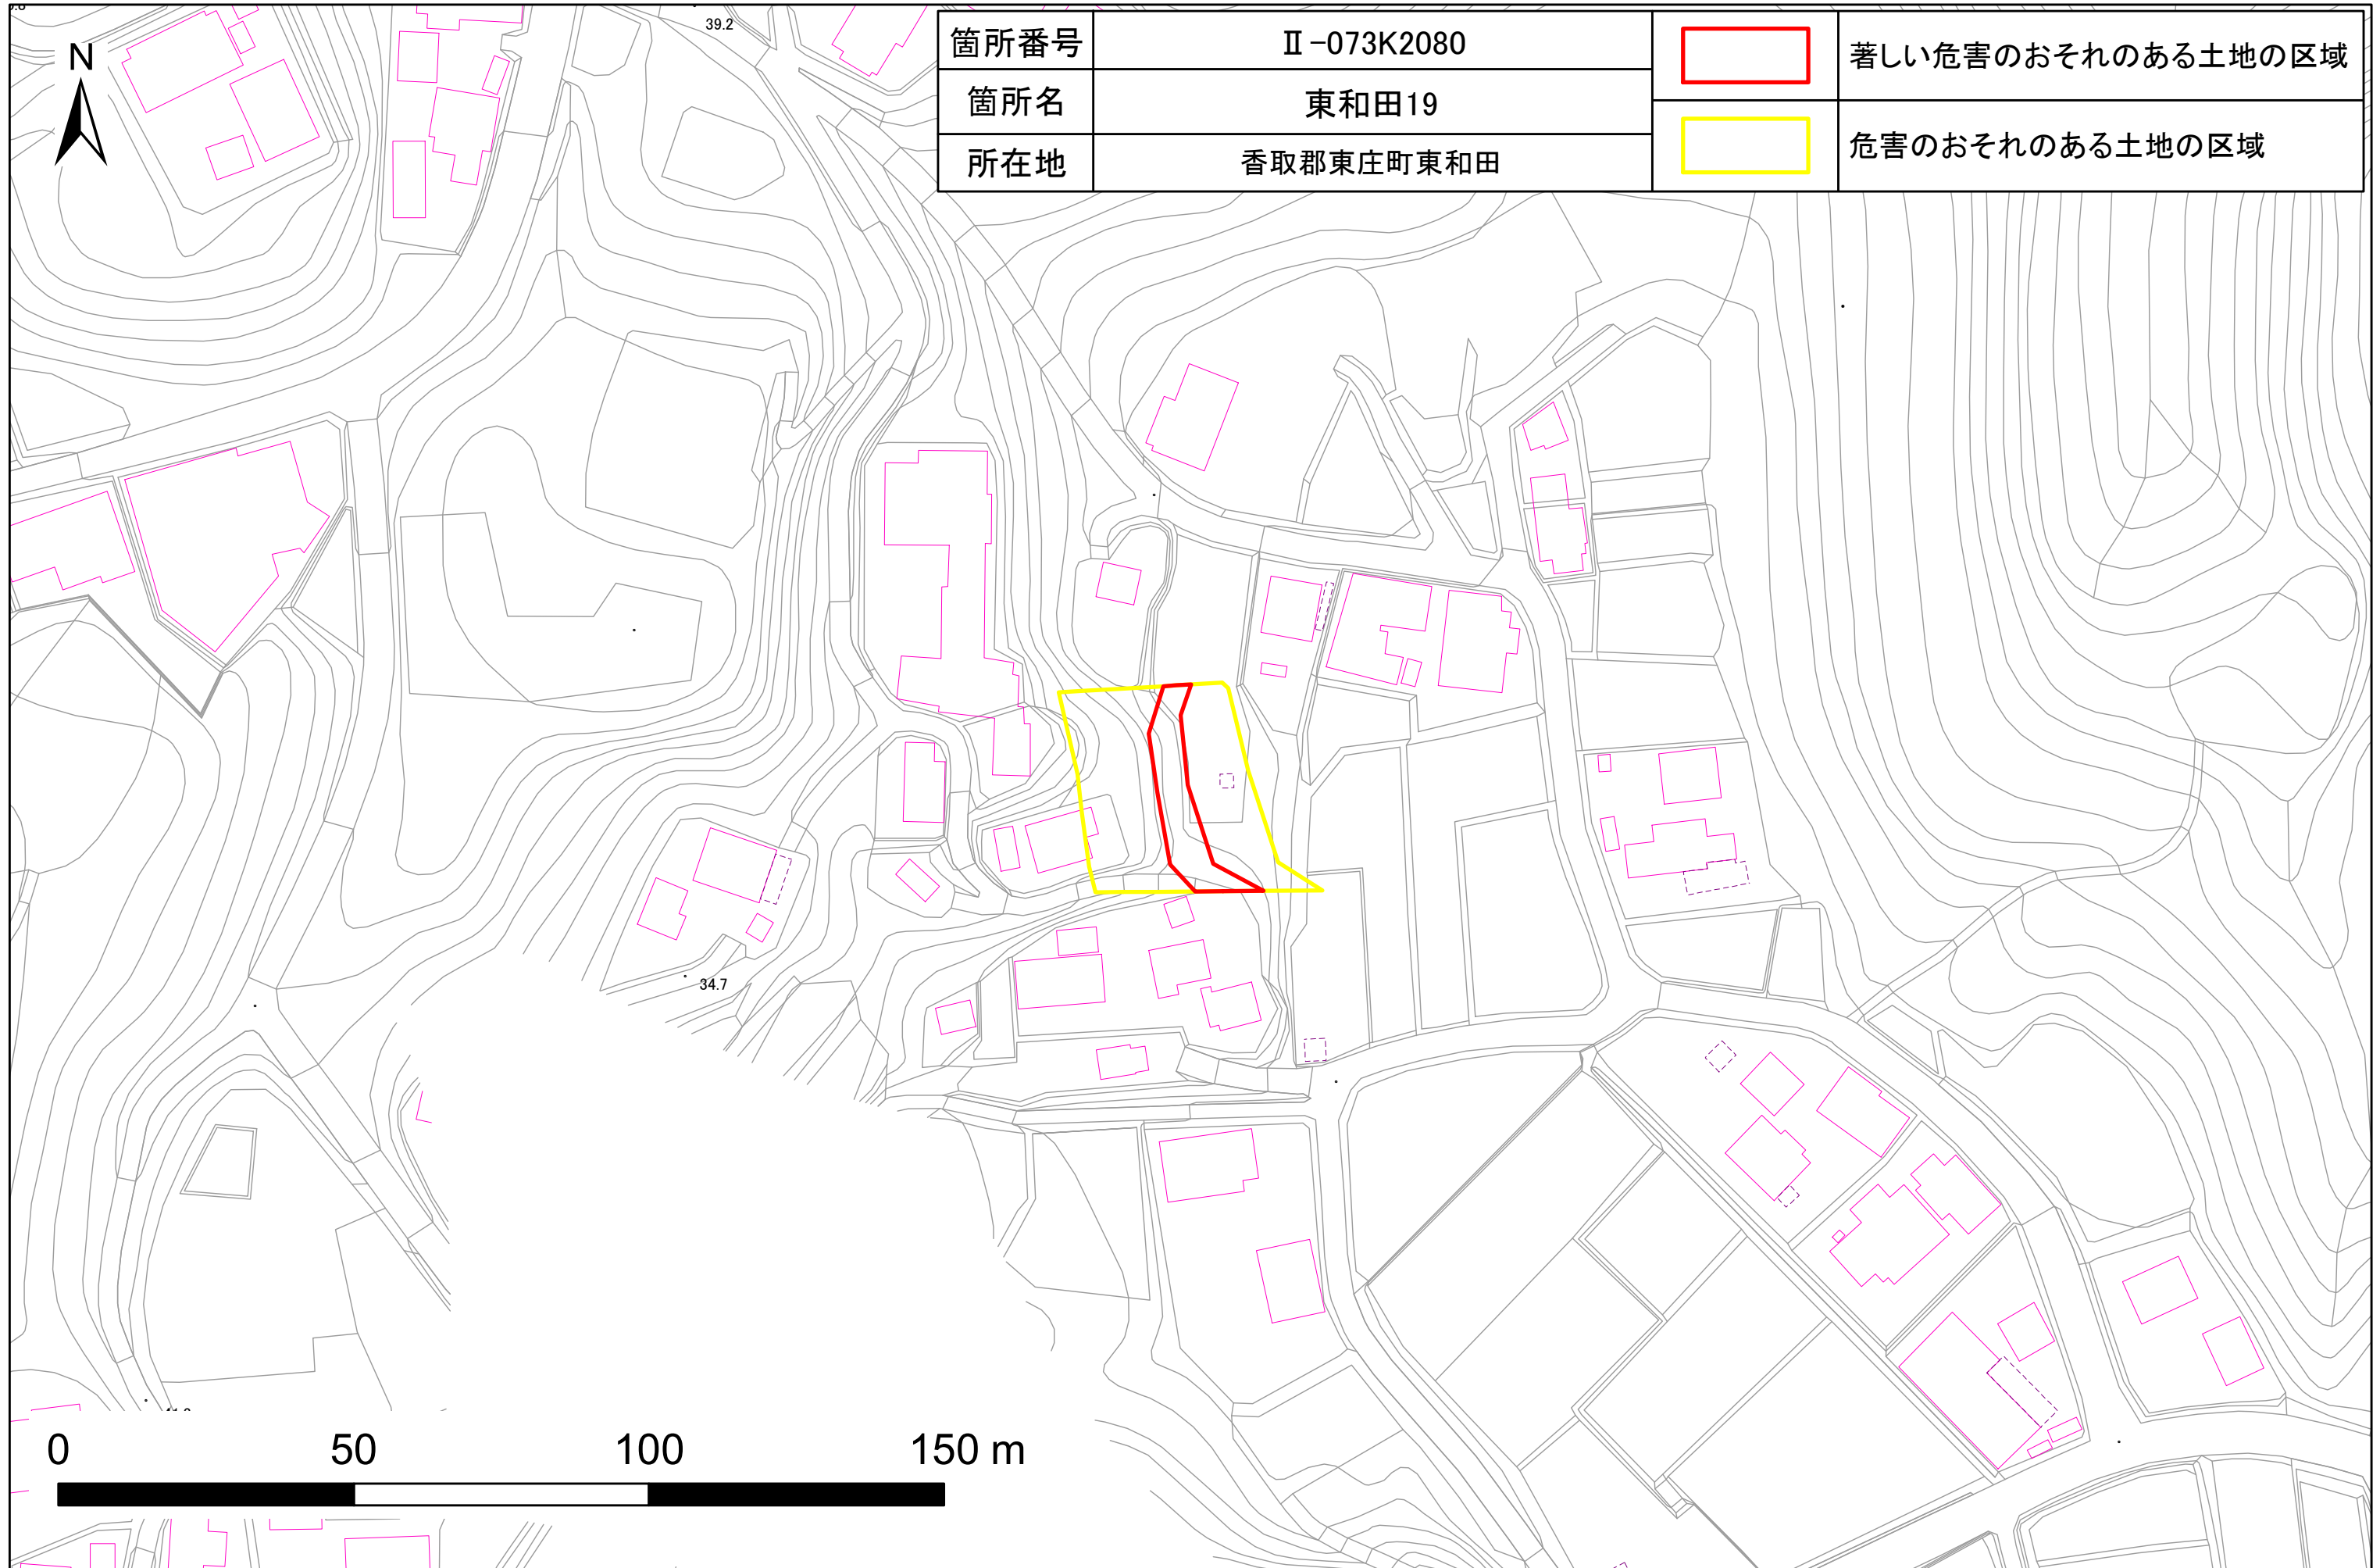 39.2
N
箇所番号 Ⅱ-073K2080
箇所名 東和田19
所在地 香取郡東庄町東和田
著しい危害のおそれのある土地の区域
危害のおそれのある土地の区域
34.7
0 50 100 150 m